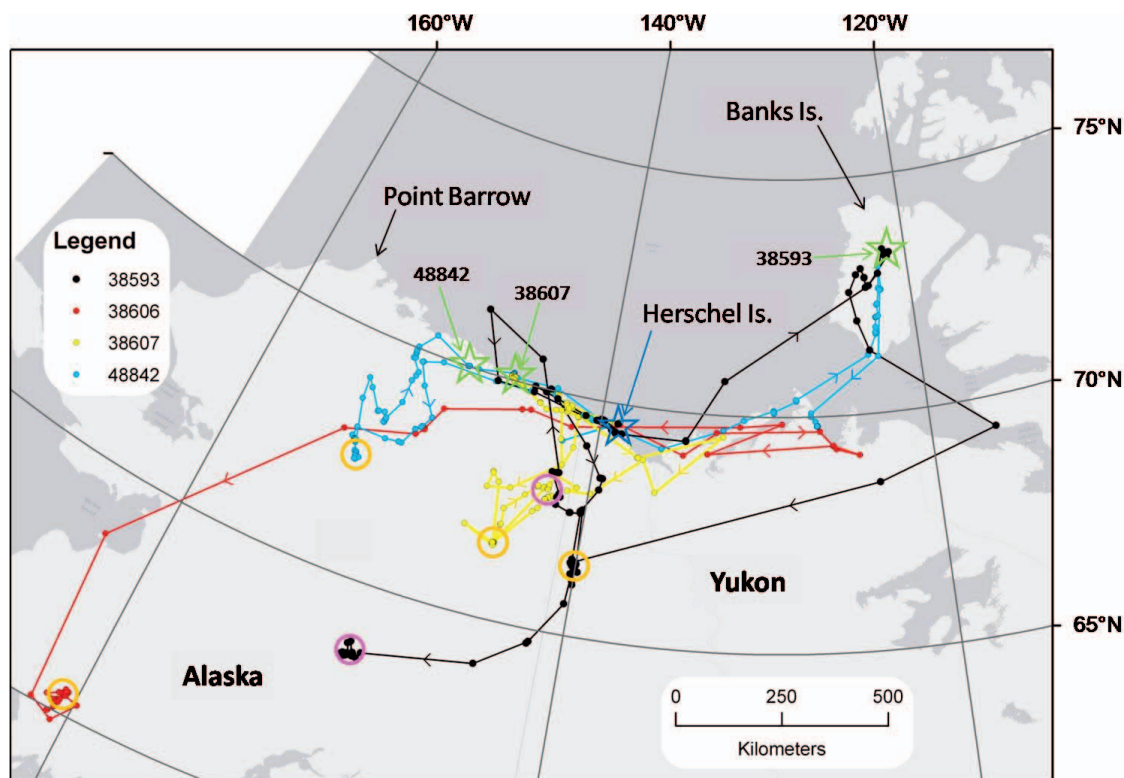 160°W 140°W 120°W
75°N
Banks Is.
Point Barrow
Legend
38593
38606
38607
48842
48842
38607
38593
Herschel Is.
70°N
Yukon
65°N
Alaska
0 250 500
Kilometers